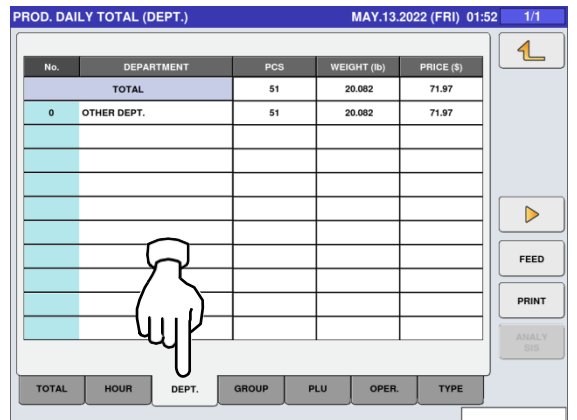 PROD. DAILY TOTAL (DEPT.) MAY.13.2022 (FRI) 01:52 1/1
No. DEPARTMENT PCS WEIGHT (lb) PRICE ($)
TOTAL 51 20.082 71.97
0 OTHER DEPT. 51 20.082 71.97
FEED
PRINT
ANALY
SIS
TOTAL HOUR DEPT. GROUP PLU OPER. TYPE